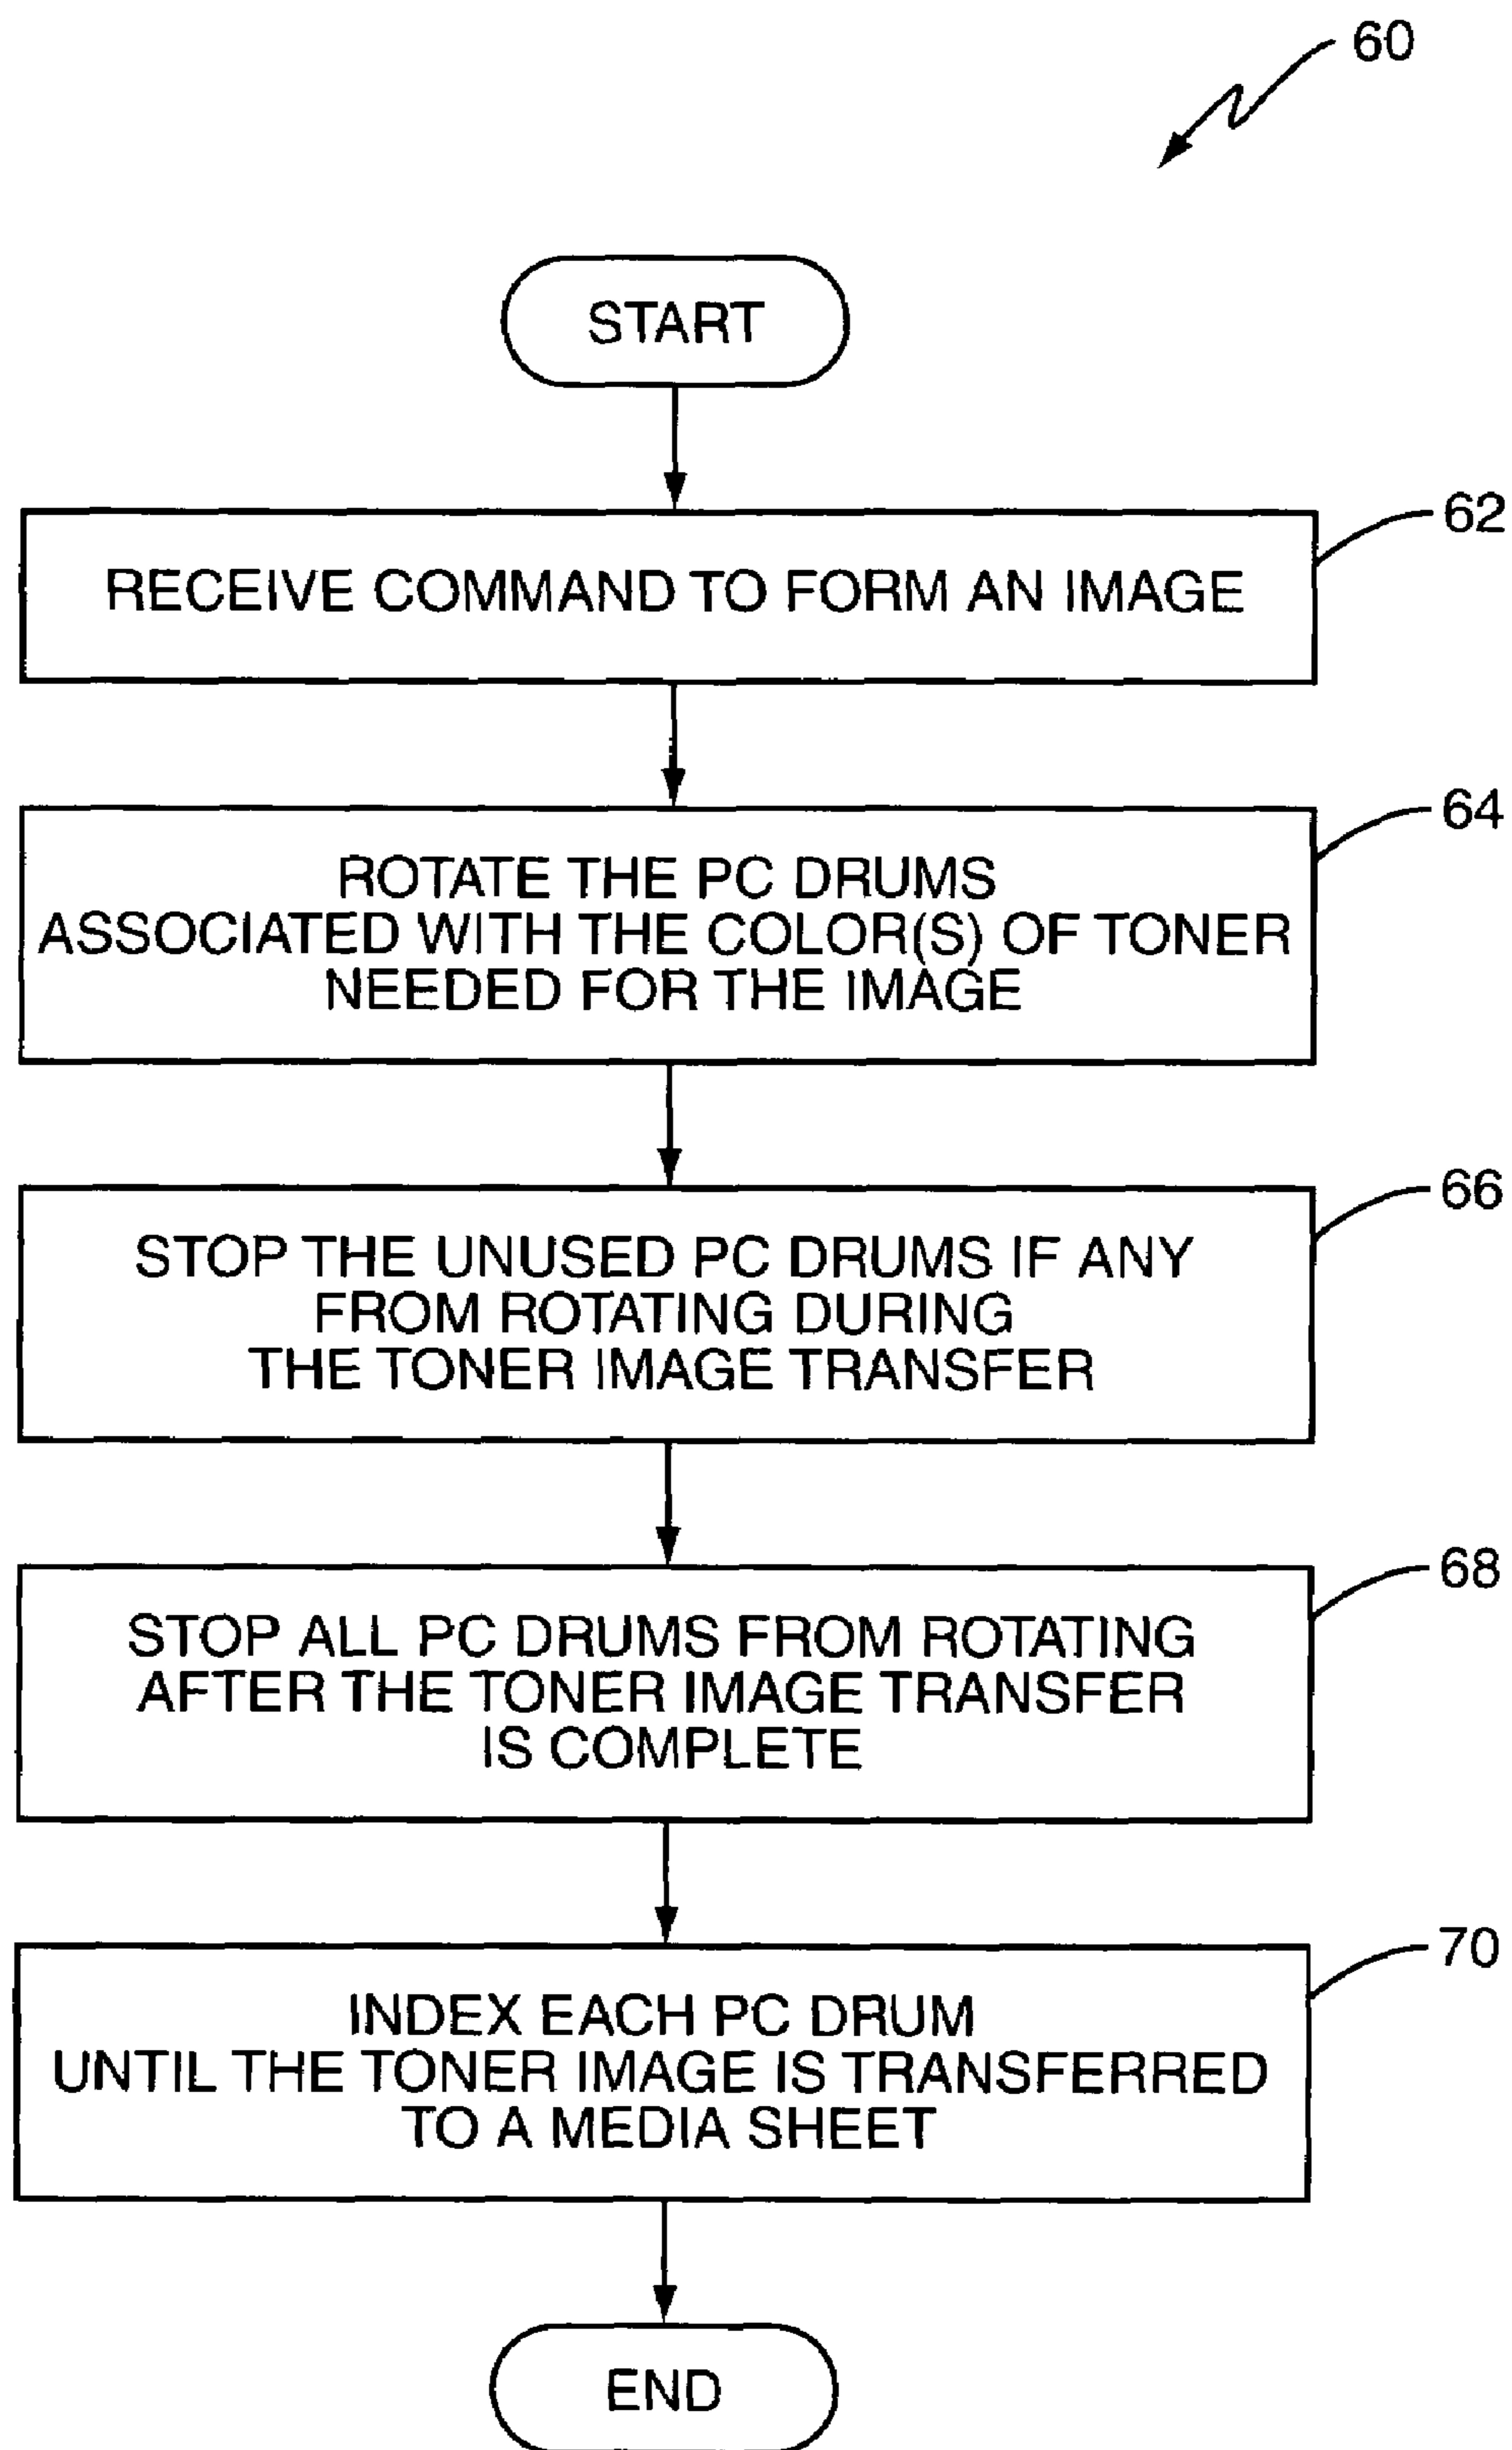 60
START
62
RECEIVE COMMAND TO FORM AN IMAGE
64
ROTATE THE PC DRUMS
ASSOCIATED WITH THE COLOR(S) OF TONER
NEEDED FOR THE IMAGE
66
STOP THE UNUSED PC DRUMS IF ANY
FROM ROTATING DURING
THE TONER IMAGE TRANSFER
68
STOP ALL PC DRUMS FROM ROTATING
AFTER THE TONER IMAGE TRANSFER
IS COMPLETE
70
INDEX EACH PC DRUM
UNTIL THE TONER IMAGE IS TRANSFERRED
TO A MEDIA SHEET
END